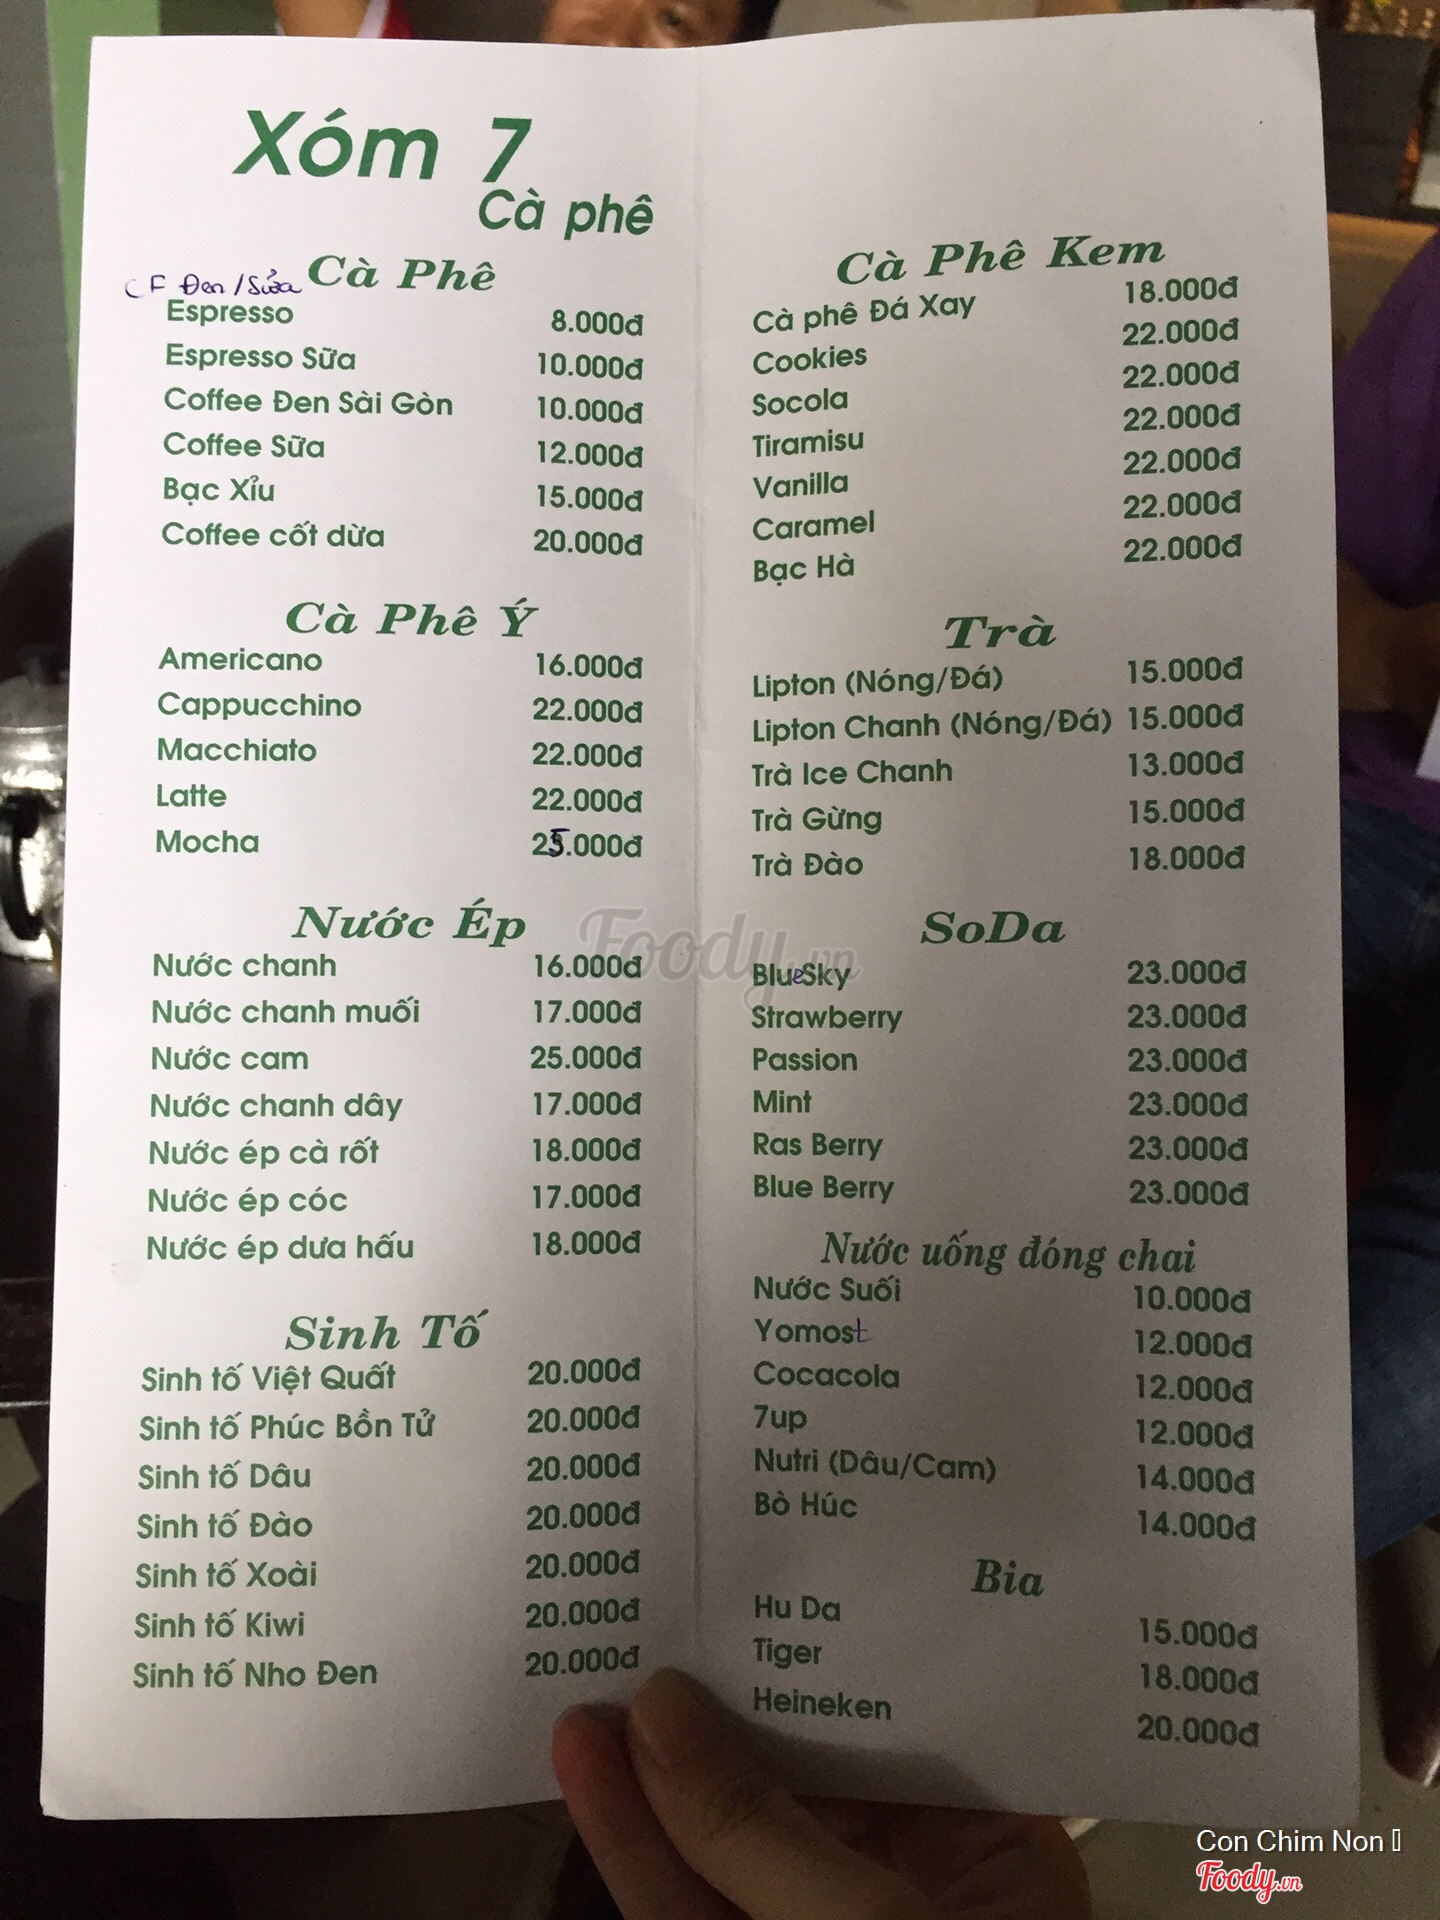 Xóm 7
Cà phê
Cà Phê
CF Đen/Sửa
Espresso 8.000đ
Espresso Sữa 10.000đ
Coffee Đen Sài Gòn 10.000đ
Coffee Sữa 12.000đ
Bạc Xỉu 15.000đ
Coffee cốt dừa 20.000đ
Cà Phê Ý
Americano 16.000đ
Cappucchino 22.000đ
Macchiato 22.000đ
Latte 22.000đ
Mocha 25.000đ
Nước Ép
Nước chanh 16.000đ
Nước chanh muối 17.000đ
Nước cam 25.000đ
Nước chanh dây 17.000đ
Nước ép cà rốt 18.000đ
Nước ép cóc 17.000đ
Nước ép dưa hấu 18.000đ
Sinh Tố
Sinh tố Việt Quất 20.000đ
Sinh tố Phúc Bồn Tử 20.000đ
Sinh tố Dâu 20.000đ
Sinh tố Đào 20.000đ
Sinh tố Xoài 20.000đ
Sinh tố Kiwi 20.000đ
Sinh tố Nho Đen 20.000đ
Cà Phê Kem
Cà phê Đá Xay 18.000đ
Cookies 22.000đ
Socola 22.000đ
Tiramisu 22.000đ
Vanilla 22.000đ
Caramel 22.000đ
Bạc Hà 22.000đ
Trà
Lipton (Nóng/Đá) 15.000đ
Lipton Chanh (Nóng/Đá) 15.000đ
Trà Ice Chanh 13.000đ
Trà Gừng 15.000đ
Trà Đào 18.000đ
SoDa
BlueSky 23.000đ
Strawberry 23.000đ
Passion 23.000đ
Mint 23.000đ
Ras Berry 23.000đ
Blue Berry 23.000đ
Nước uống đóng chai
Nước Suối 10.000đ
Yomost 12.000đ
Cocacola 12.000đ
7up 12.000đ
Nutri (Dâu/Cam) 14.000đ
Bò Húc 14.000đ
Bia
Hu Da 15.000đ
Tiger 18.000đ
Heineken 20.000đ
Foody.vn
Con Chim Non
Foody.vn